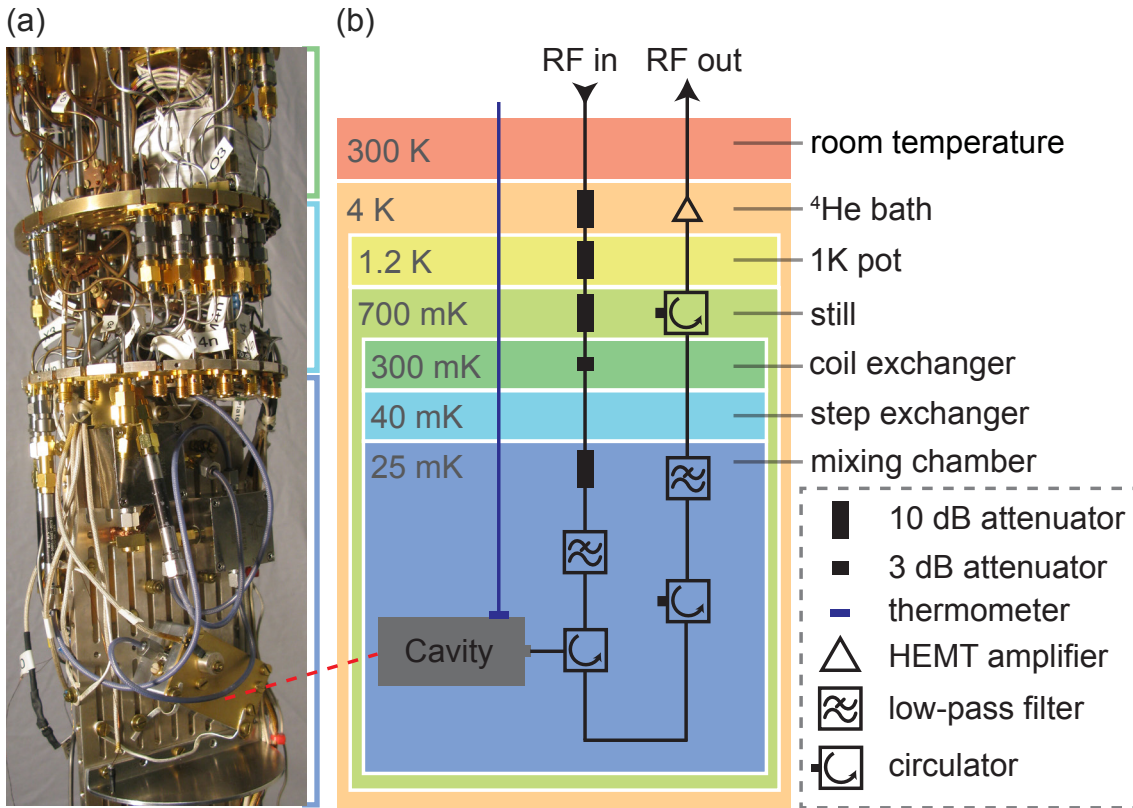 (a)
(b)
RF in
RF out
300 K
room temperature
4 K
⁴He bath
1.2 K
1K pot
700 mK
still
300 mK
coil exchanger
40 mK
step exchanger
25 mK
mixing chamber
Cavity
10 dB attenuator
3 dB attenuator
thermometer
HEMT amplifier
low-pass filter
circulator
O3
4n